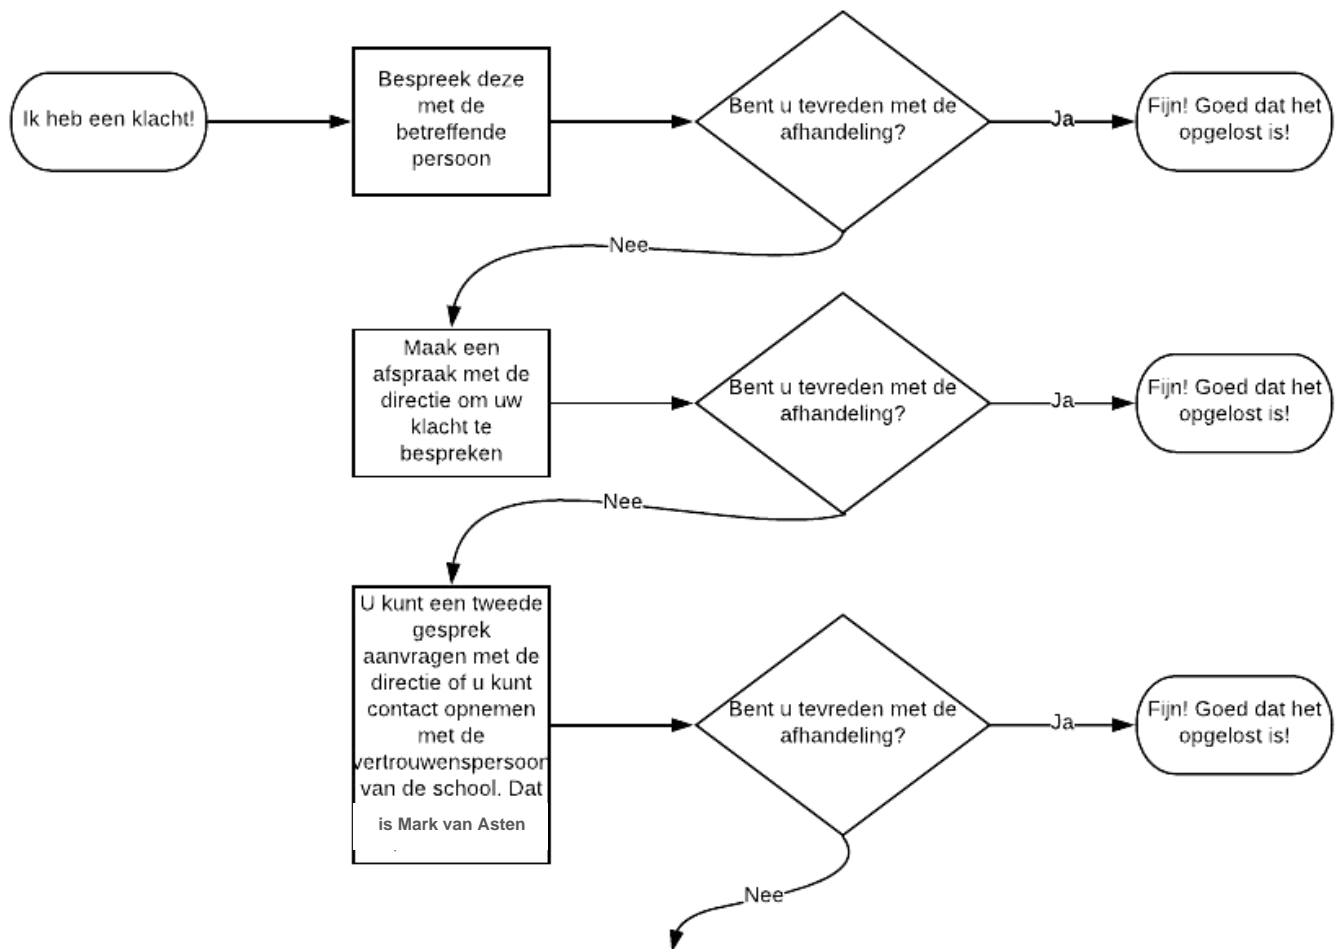 Ik heb een klacht!
Bespreek deze
met de
betreffende
persoon
Bent u tevreden met de
afhandeling?
Ja
Fijn! Goed dat het
opgelost is!
Nee
Maak een
afspraak met de
directie om uw
klacht te
bespreken
Bent u tevreden met de
afhandeling?
Ja
Fijn! Goed dat het
opgelost is!
Nee
U kunt een tweede
gesprek
aanvragen met de
directie of u kunt
contact opnemen
met de
vertrouwenspersoon
van de school. Dat
is Mark van Asten
Bent u tevreden met de
afhandeling?
Ja
Fijn! Goed dat het
opgelost is!
Nee